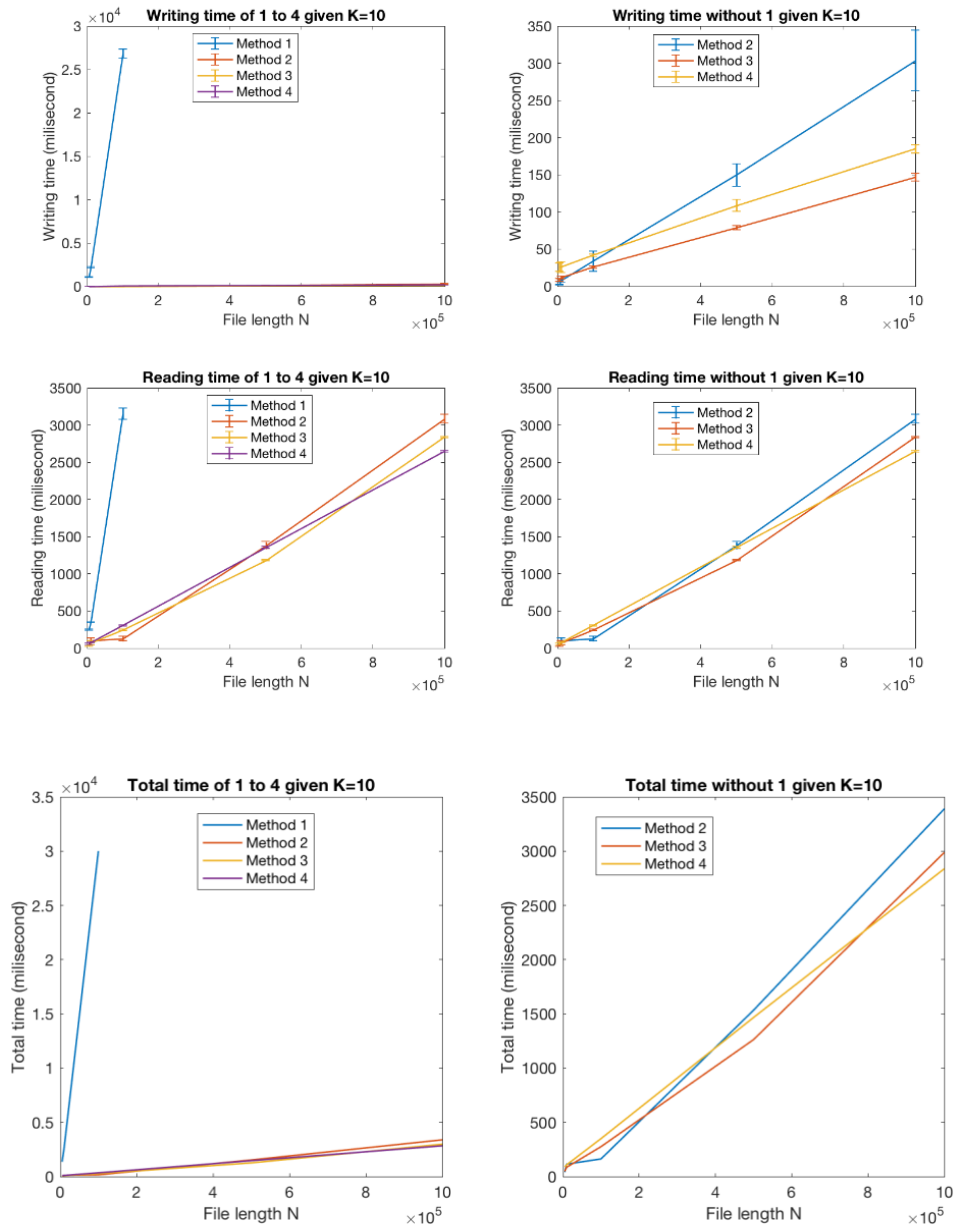 Writing time of 1 to 4 given K=10
×10^4
3
2.5
2
1.5
1
0.5
0
Writing time (milisecond)
Method 1
Method 2
Method 3
Method 4
0 2 4 6 8 10
File length N
×10^5
Writing time without 1 given K=10
350
300
250
200
150
100
50
0
Writing time (milisecond)
Method 2
Method 3
Method 4
0 2 4 6 8 10
File length N
×10^5
Reading time of 1 to 4 given K=10
3500
3000
2500
2000
1500
1000
500
0
Reading time (milisecond)
Method 1
Method 2
Method 3
Method 4
0 2 4 6 8 10
File length N
×10^5
Reading time without 1 given K=10
3500
3000
2500
2000
1500
1000
500
0
Reading time (milisecond)
Method 2
Method 3
Method 4
0 2 4 6 8 10
File length N
×10^5
Total time of 1 to 4 given K=10
×10^4
3.5
3
2.5
2
1.5
1
0.5
0
Total time (milisecond)
Method 1
Method 2
Method 3
Method 4
0 2 4 6 8 10
File length N
×10^5
Total time without 1 given K=10
3500
3000
2500
2000
1500
1000
500
0
Total time (milisecond)
Method 2
Method 3
Method 4
0 2 4 6 8 10
File length N
×10^5